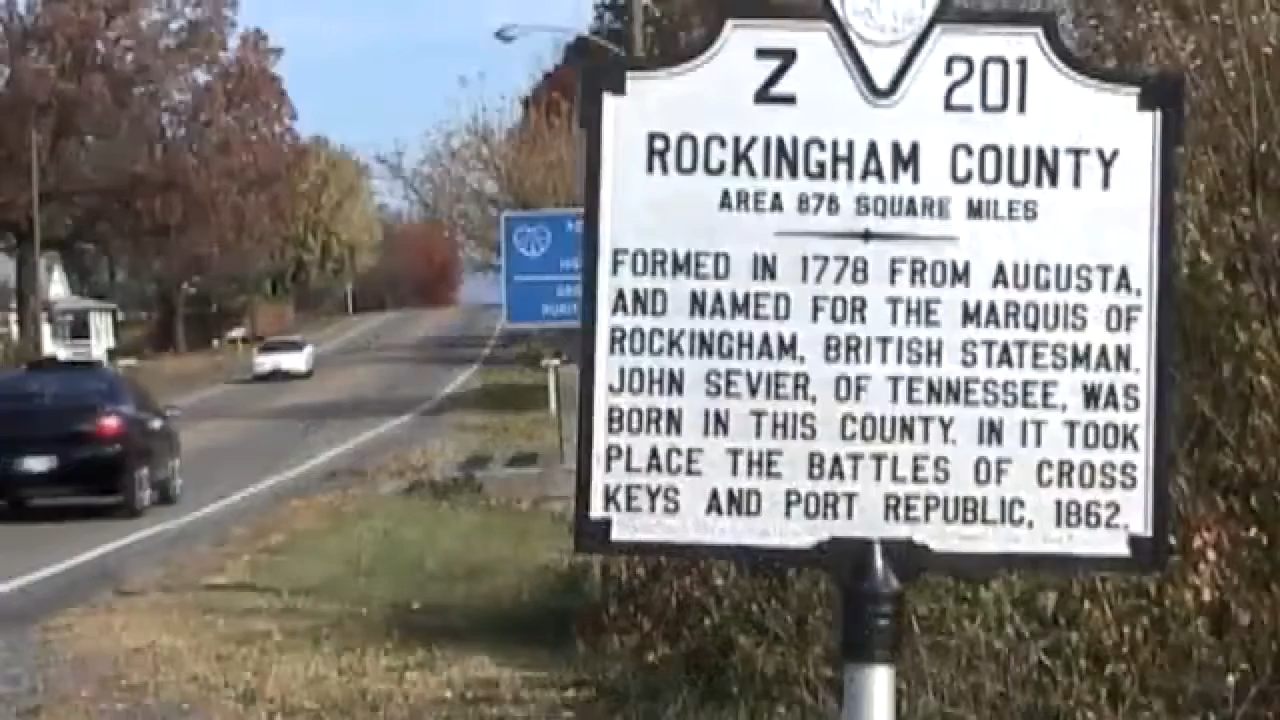 Z 201
ROCKINGHAM COUNTY
AREA 876 SQUARE MILES
FORMED IN 1778 FROM AUGUSTA,
AND NAMED FOR THE MARQUIS OF
ROCKINGHAM, BRITISH STATESMAN.
JOHN SEVIER, OF TENNESSEE, WAS
BORN IN THIS COUNTY. IN IT TOOK
PLACE THE BATTLES OF CROSS
KEYS AND PORT REPUBLIC, 1862.